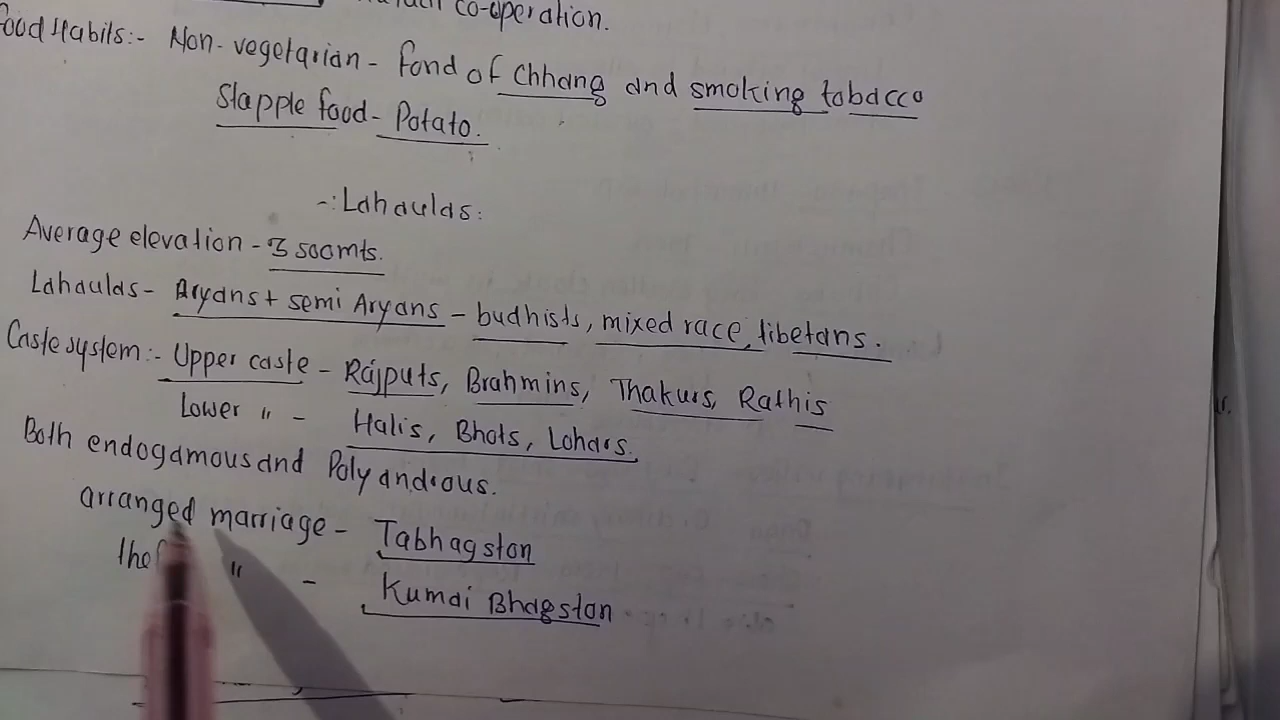 co-operation.
Food Habits:- Non-vegetarian - fond of Chhang and smoking tobacco
Stapple food - Potato.
-: Lahaulas:
Average elevation - 3500mts.
Lahaulas - Aryans + semi Aryans - budhists, mixed race, tibetans.
Caste system:- Upper caste - Rajputs, Brahmins, Thakurs, Rathis
Lower " - Halis, Bhots, Lohars.
Both endogamous and Polyandrous.
arranged marriage - Tabhagston
" - Kumai Bhagston